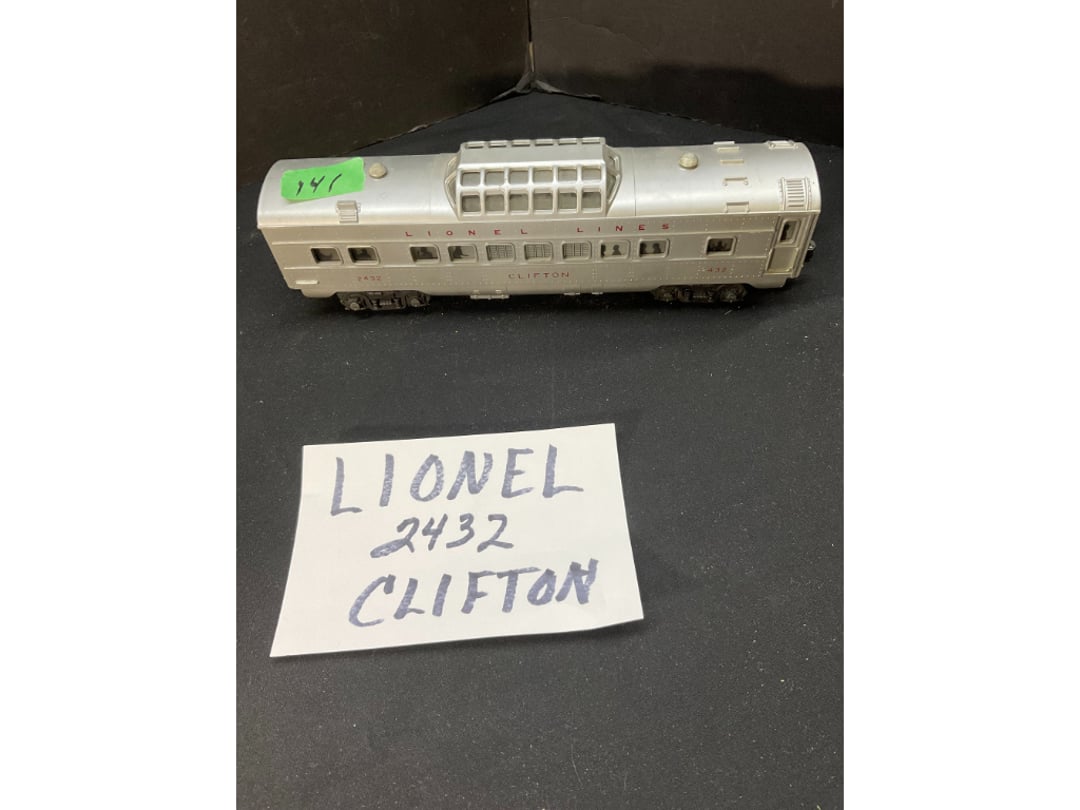 141
LIONEL LINES
2432 CLIFTON 2432
LIONEL
2432
CLIFTON